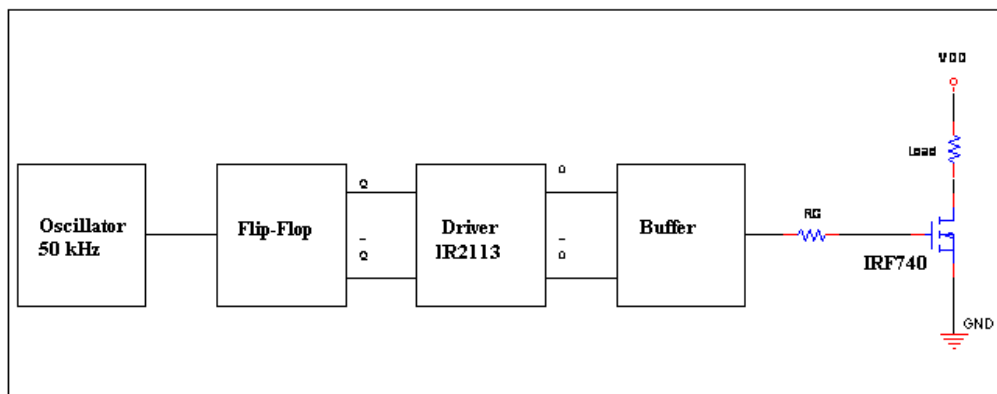 VDD
Load
Oscillator
50 kHz
Flip-Flop
Q
Q
Driver
IR2113
Q
Q
Buffer
RG
IRF740
GND